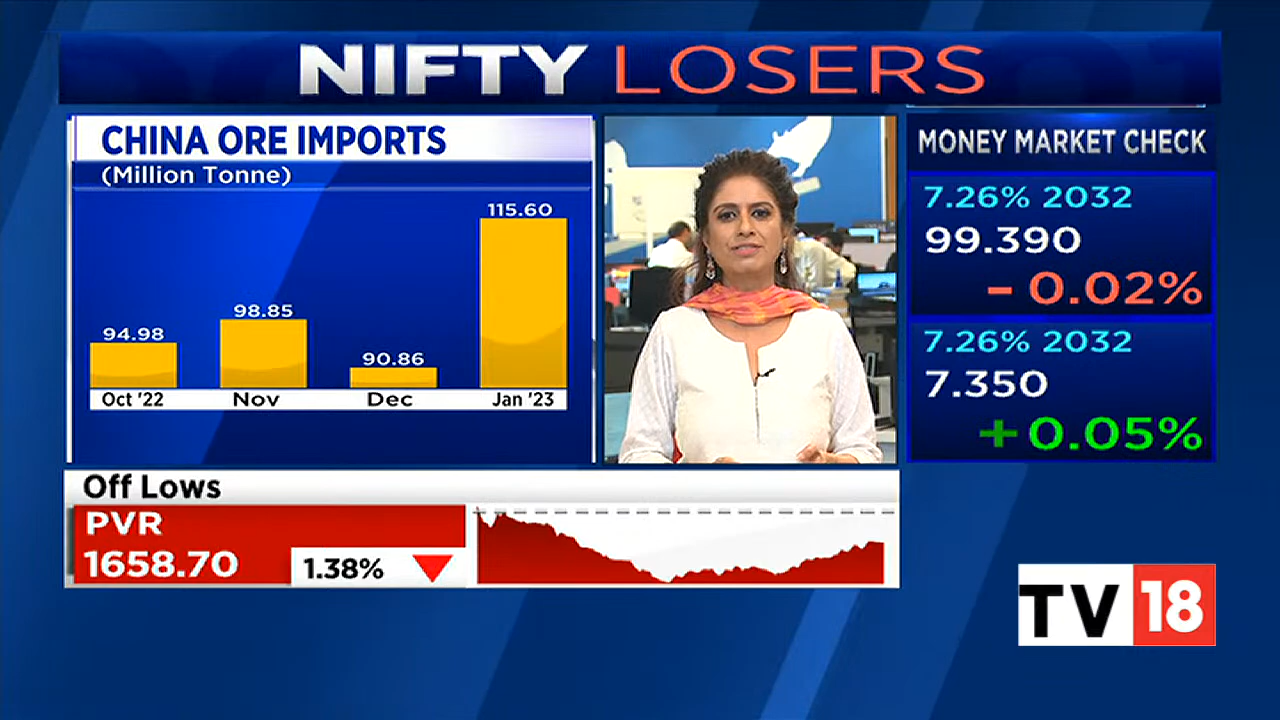 NIFTY LOSERS
CHINA ORE IMPORTS
(Million Tonne)
94.98
98.85
90.86
115.60
Oct '22
Nov
Dec
Jan '23
MONEY MARKET CHECK
7.26% 2032
99.390
- 0.02%
7.26% 2032
7.350
+0.05%
Off Lows
PVR
1658.70
1.38%
TV18